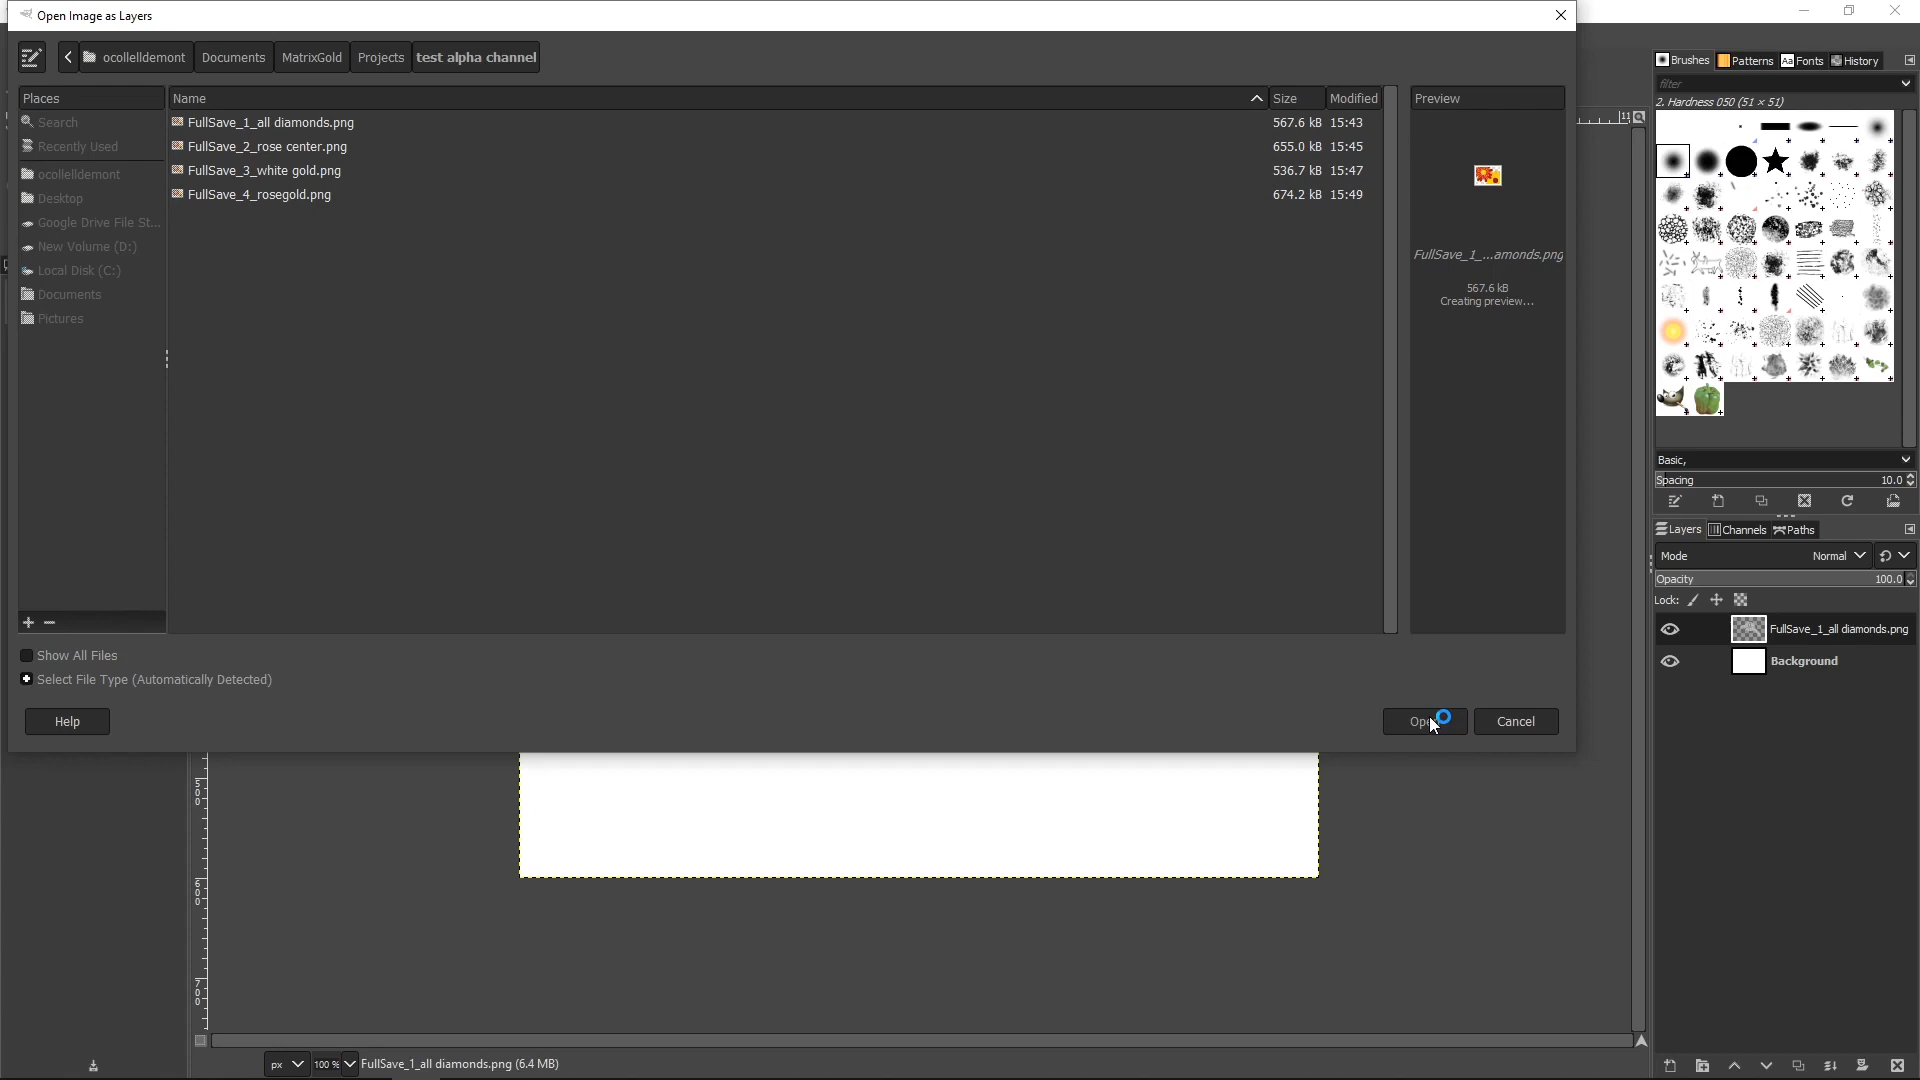 Open Image as Layers
ocollelldemont Documents MatrixGold Projects test alpha channel
Places
Search
Recently Used
ocollelldemont
Desktop
Google Drive File St...
New Volume (D:)
Local Disk (C:)
Documents
Pictures
Name Size Modified
FullSave_1_all diamonds.png 567.6 kB 15:43
FullSave_2_rose center.png 655.0 kB 15:45
FullSave_3_white gold.png 536.7 kB 15:47
FullSave_4_rosegold.png 674.2 kB 15:49
Preview
FullSave_1_...amonds.png
567.6 kB
Creating preview...
Show All Files
Select File Type (Automatically Detected)
Help
Cancel
Brushes Patterns Aa Fonts History
filter
2. Hardness 050 (51 × 51)
Basic,
Spacing 10.0
Layers Channels Paths
Mode Normal
Opacity 100.0
Lock:
FullSave_1_all diamonds.png
Background
500
600
700
px 100 % FullSave_1_all diamonds.png (6.4 MB)